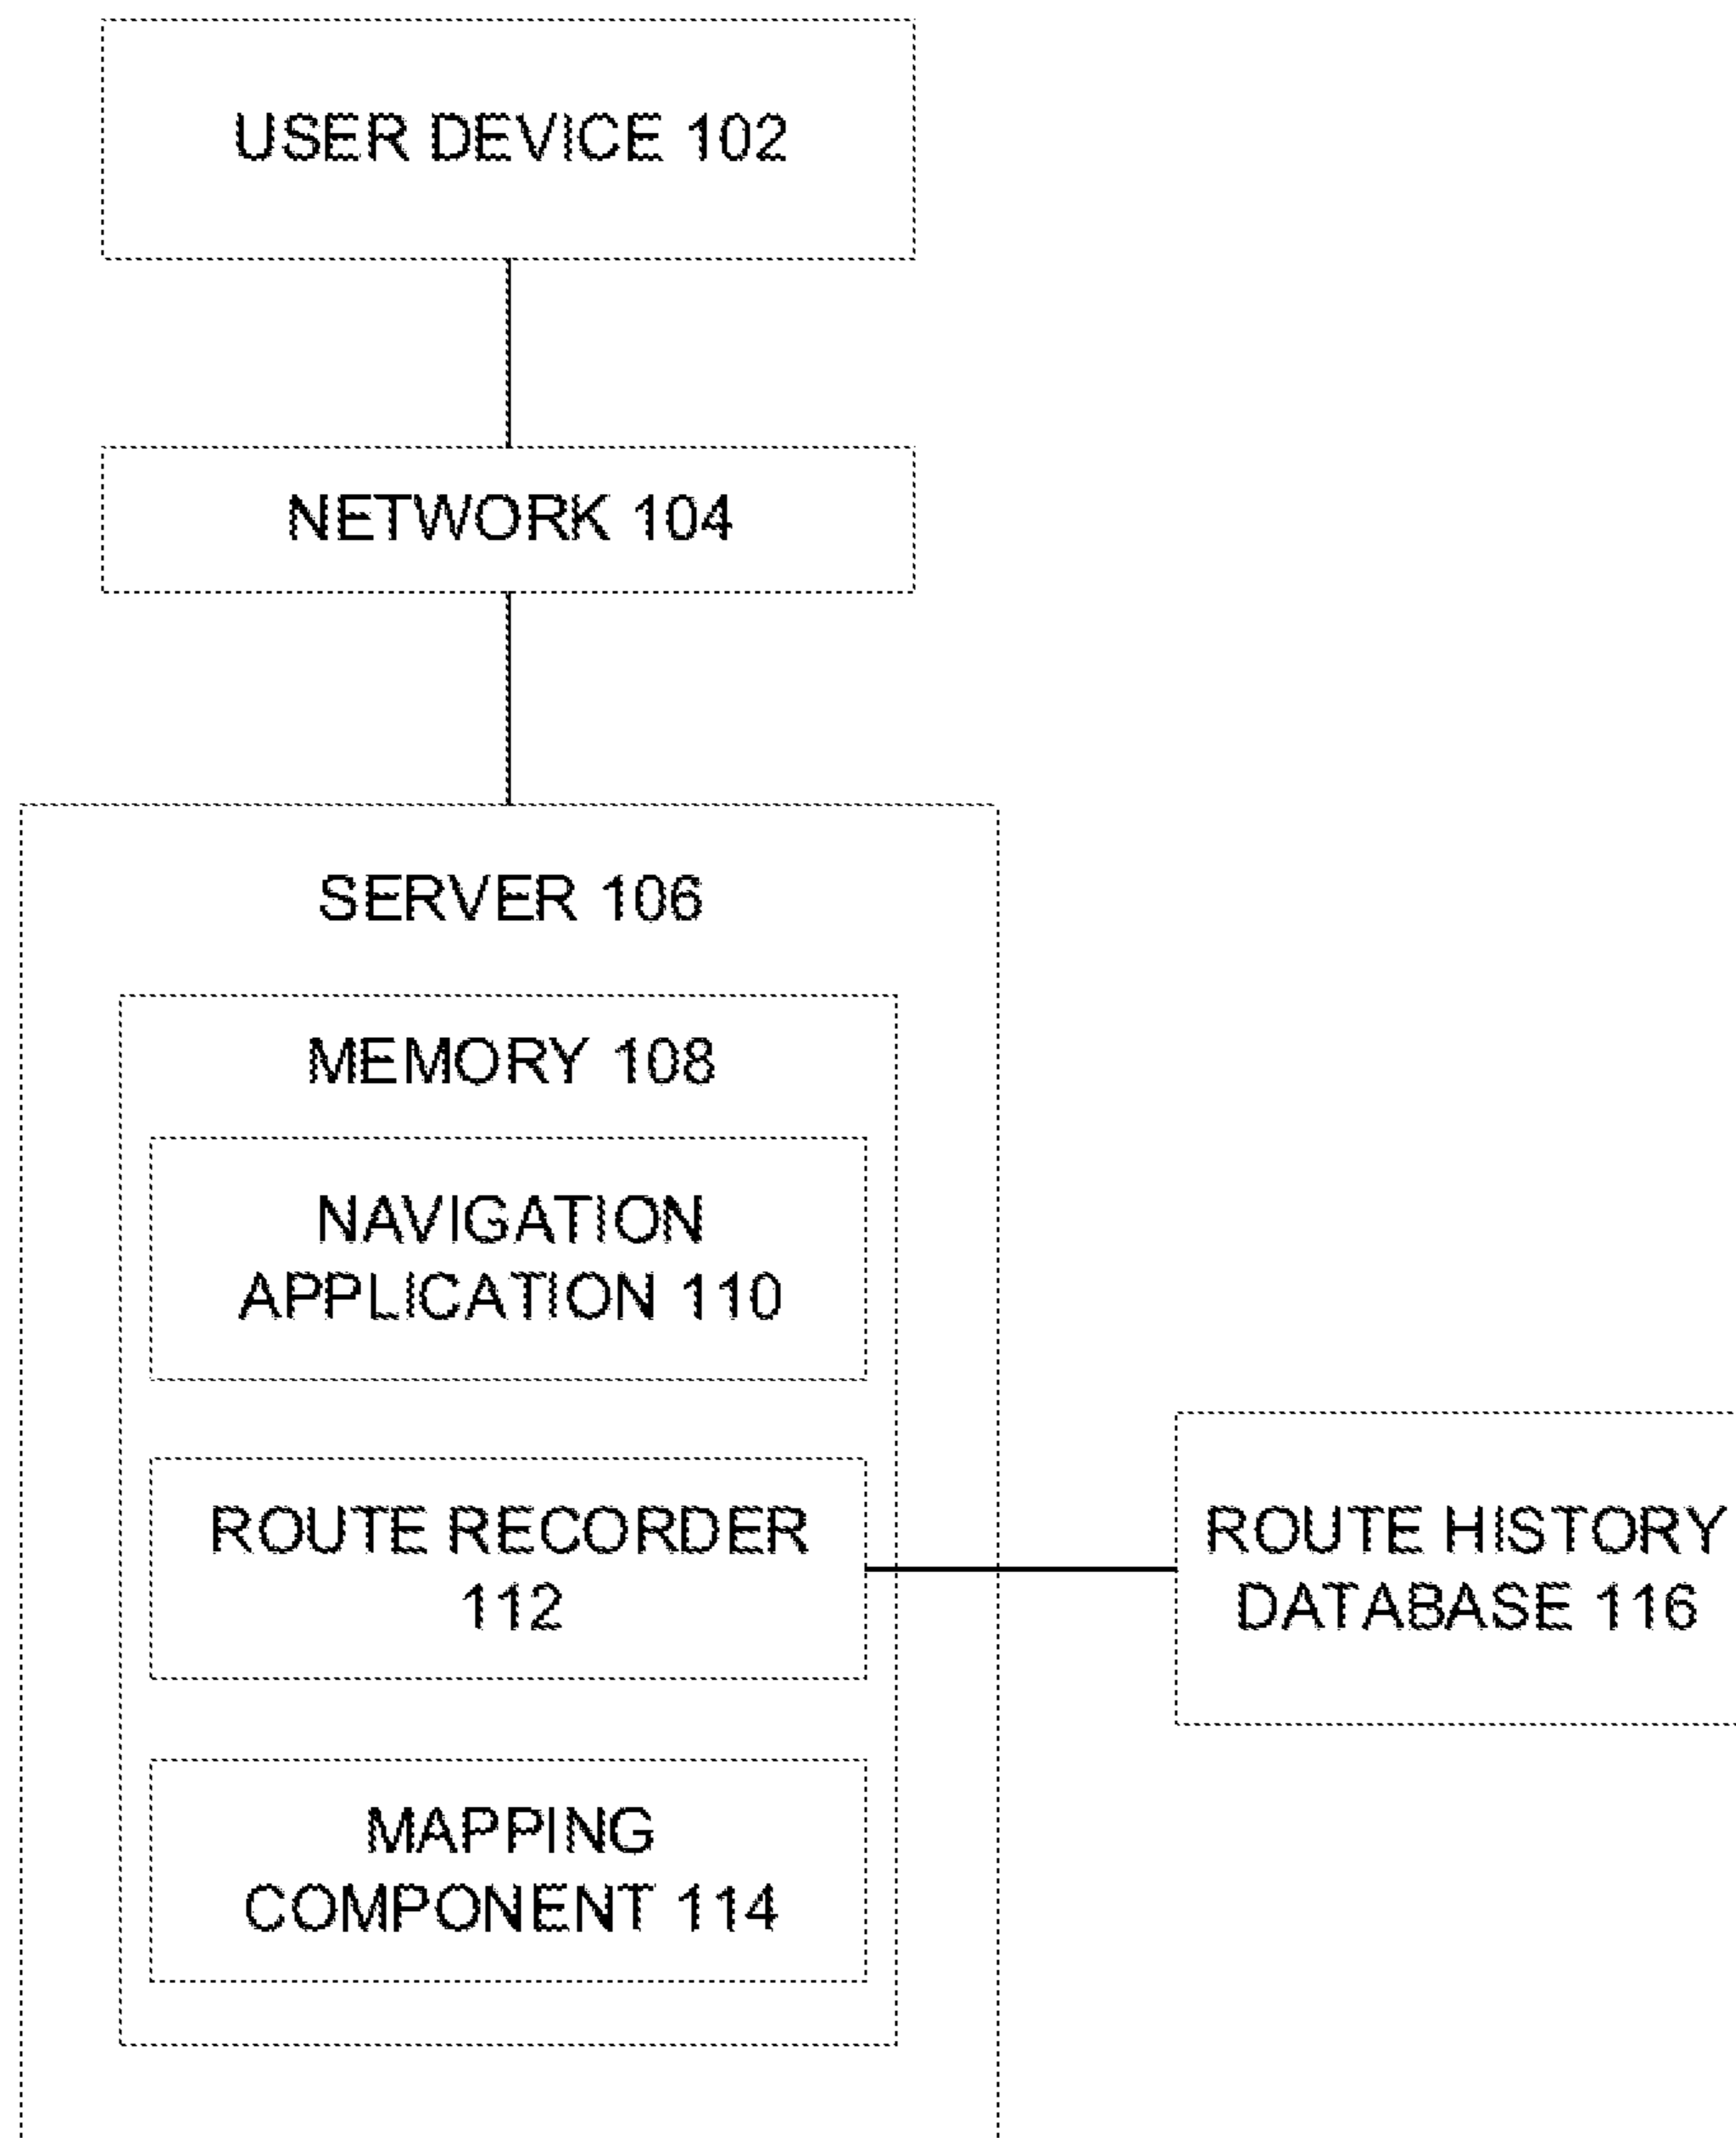 USER DEVICE 102
NETWORK 104
SERVER 106
MEMORY 108
NAVIGATION
APPLICATION 110
ROUTE RECORDER
112
ROUTE HISTORY
DATABASE 116
MAPPING
COMPONENT 114